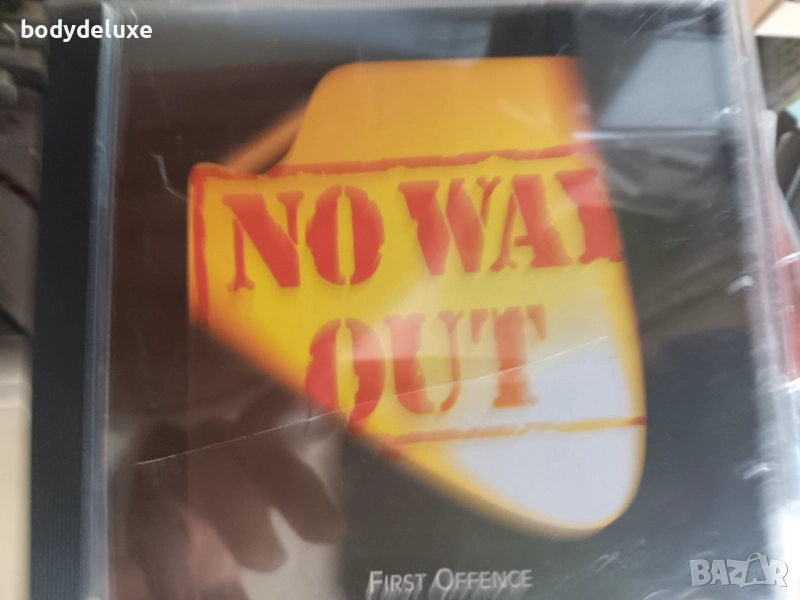 bodydeluxe
NO WAY
OUT
FIRST OFFENCE
BAZAR